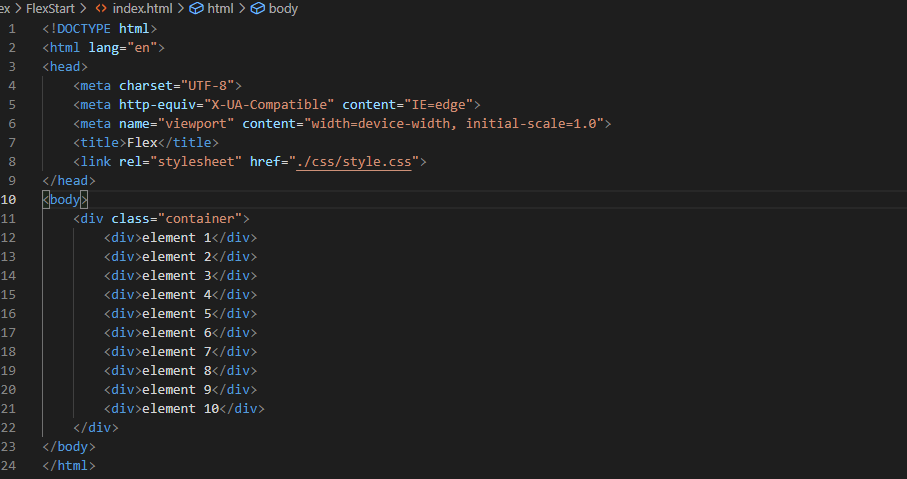 ex > FlexStart > <> index.html > html > body
1 <!DOCTYPE html>
2 <html lang="en">
3 <head>
4     <meta charset="UTF-8">
5     <meta http-equiv="X-UA-Compatible" content="IE=edge">
6     <meta name="viewport" content="width=device-width, initial-scale=1.0">
7     <title>Flex</title>
8     <link rel="stylesheet" href="./css/style.css">
9 </head>
10 <body>
11     <div class="container">
12         <div>element 1</div>
13         <div>element 2</div>
14         <div>element 3</div>
15         <div>element 4</div>
16         <div>element 5</div>
17         <div>element 6</div>
18         <div>element 7</div>
19         <div>element 8</div>
20         <div>element 9</div>
21         <div>element 10</div>
22     </div>
23 </body>
24 </html>